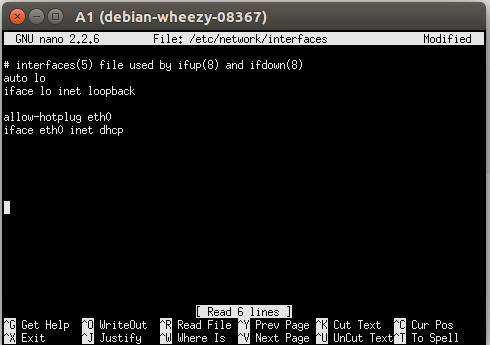 A1 (debian-wheezy-08367)
GNU nano 2.2.6 File: /etc/network/interfaces Modified
# interfaces(5) file used by ifup(8) and ifdown(8)
auto lo
iface lo inet loopback
allow-hotplug eth0
iface eth0 inet dhcp
[ Read 6 lines ]
^G Get Help ^O WriteOut ^R Read File ^Y Prev Page ^K Cut Text ^C Cur Pos
^X Exit ^J Justify ^W Where Is ^V Next Page ^U UnCut Text ^T To Spell